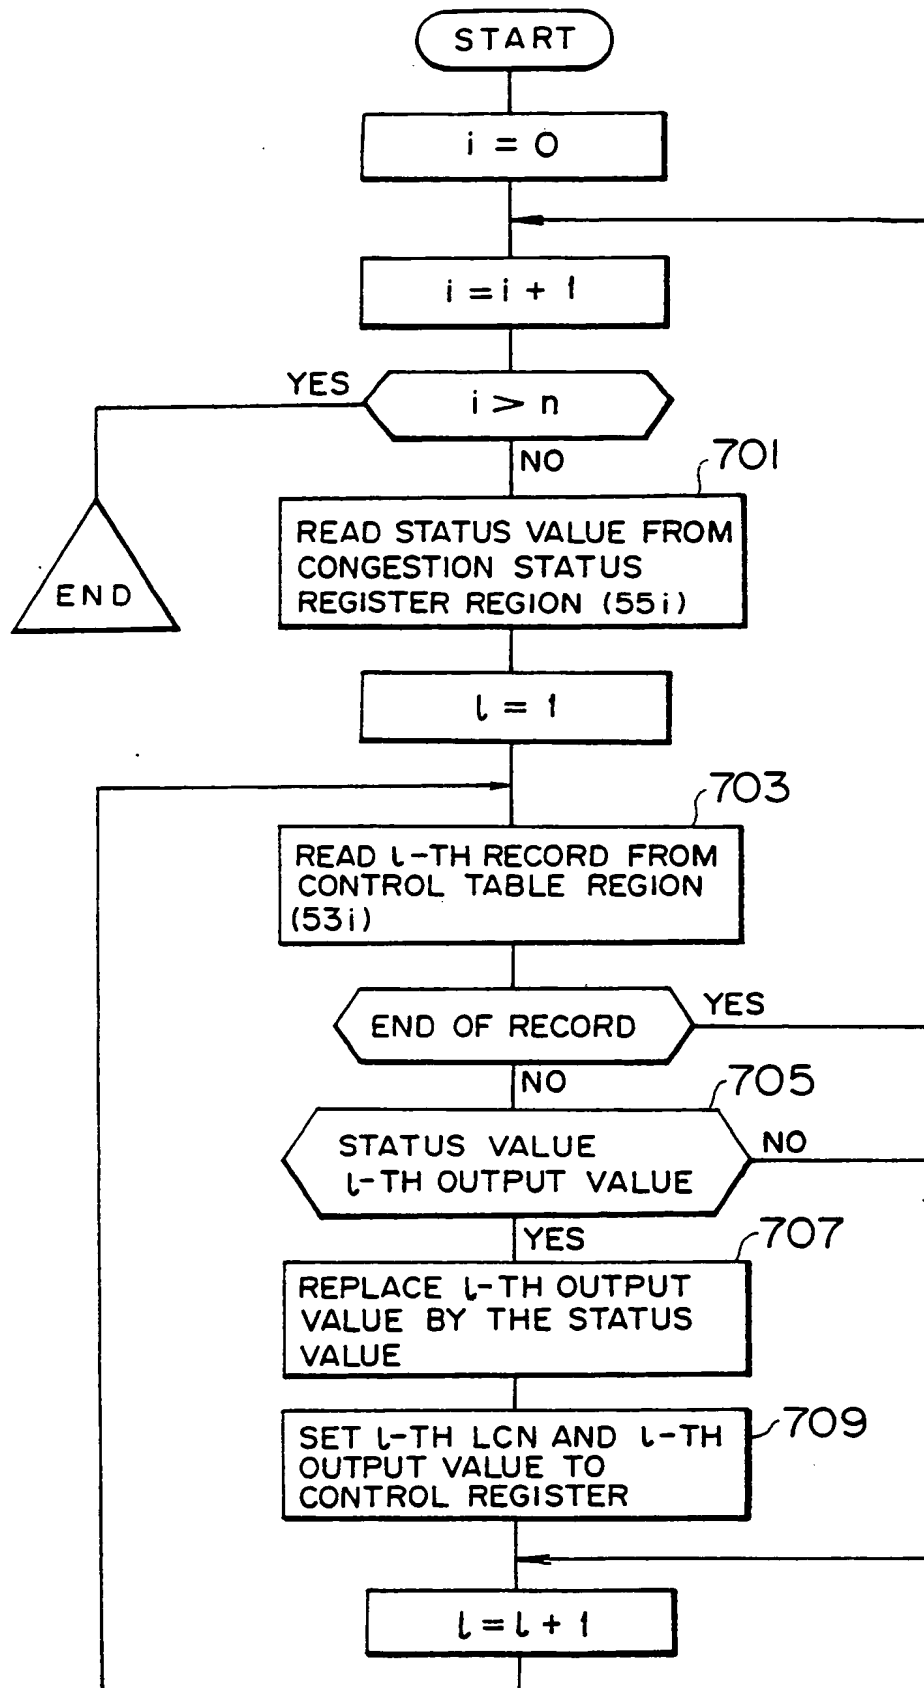 START
i = 0
i = i + 1
YES
i > n
NO
701
READ STATUS VALUE FROM
CONGESTION STATUS
REGISTER REGION (55i)
END
l = 1
703
READ l-TH RECORD FROM
CONTROL TABLE REGION
(53i)
YES
END OF RECORD
NO
705
STATUS VALUE
l-TH OUTPUT VALUE
NO
YES
707
REPLACE l-TH OUTPUT
VALUE BY THE STATUS
VALUE
709
SET l-TH LCN AND l-TH
OUTPUT VALUE TO
CONTROL REGISTER
l = l + 1